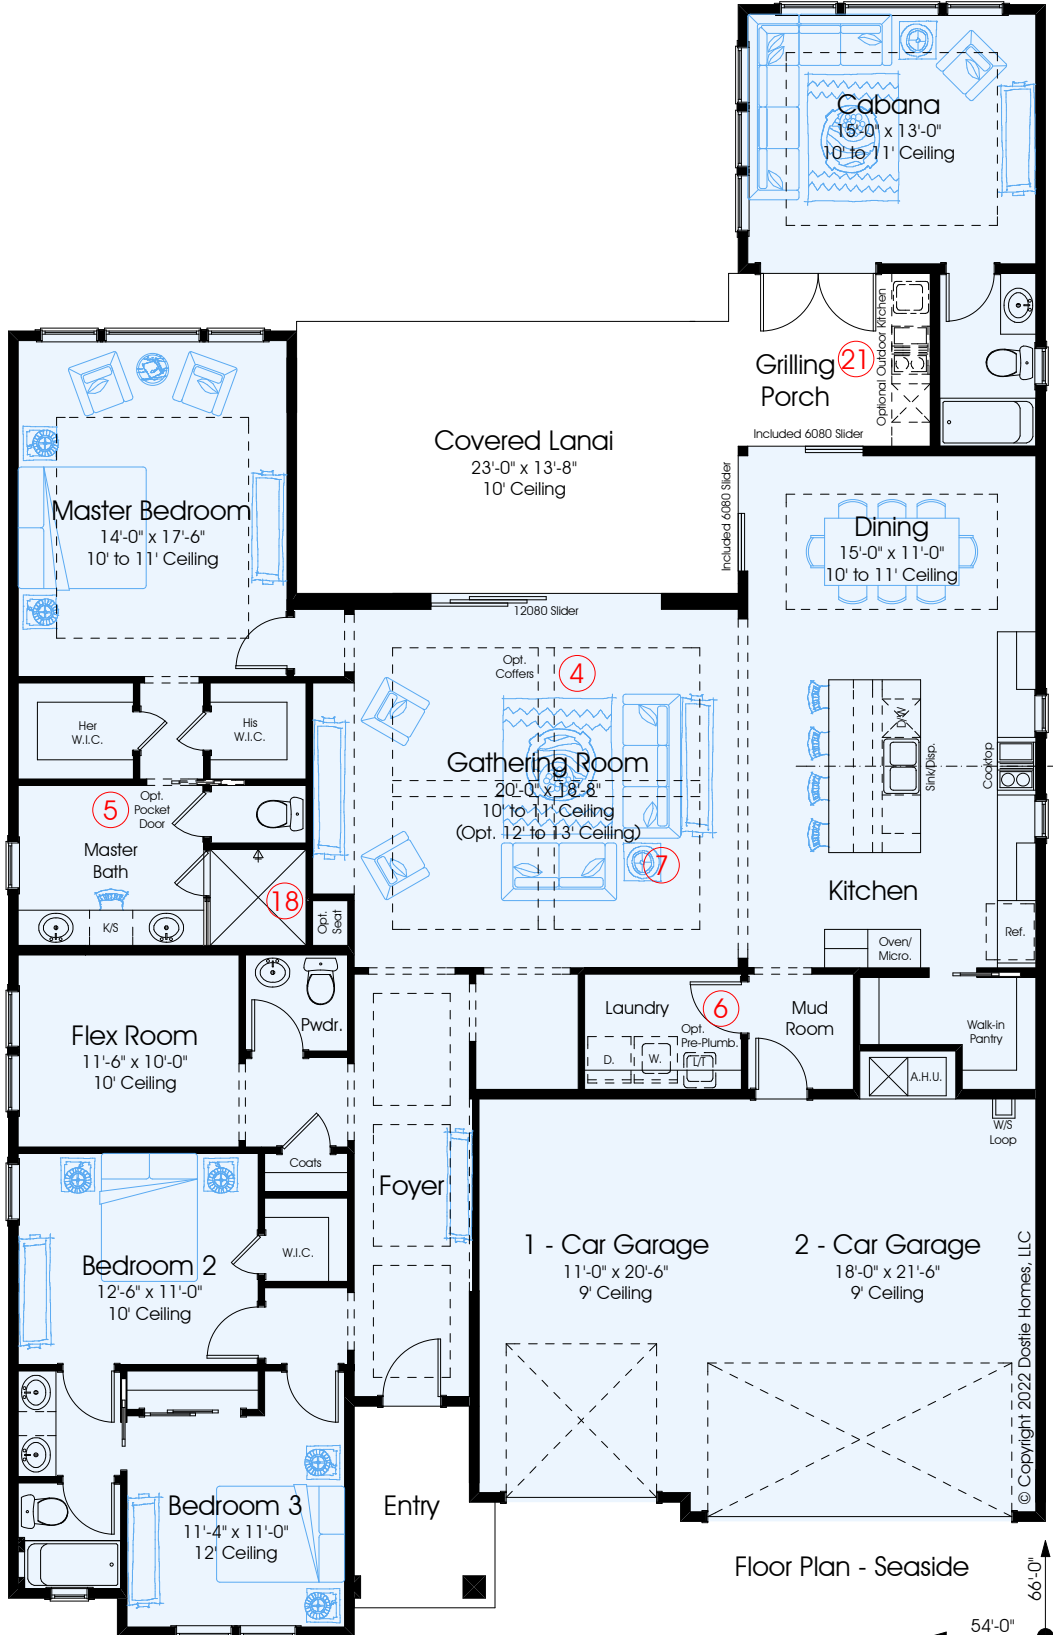 Cabana
15'-0" x 13'-0"
10' to 11' Ceiling
Optional Outdoor Kitchen
Grilling
Porch
21
Included 6080 Slider
Included 6080 Slider
Covered Lanai
23'-0" x 13'-8"
10' Ceiling
12080 Slider
Master Bedroom
14'-0" x 17'-6"
10' to 11' Ceiling
Dining
15'-0" x 11'-0"
10' to 11' Ceiling
Opt.
Coffers
4
Her
W.I.C.
His
W.I.C.
Gathering Room
20'-0" x 18'-8"
10' to 11' Ceiling
(Opt. 12' to 13' Ceiling)
7
D/W
Sink/Disp.
Cooktop
Kitchen
5
Opt.
Pocket
Door
Master
Bath
K/S
18
Opt.
Seat
Oven/
Micro.
Ref.
Flex Room
11'-6" x 10'-0"
10' Ceiling
Pwdr.
Laundry
6
Opt.
Pre-Plumb.
D.
W.
L/T
Mud
Room
Walk-in
Pantry
A.H.U.
W/S
Loop
Coats
Foyer
Bedroom 2
12'-6" x 11'-0"
10' Ceiling
W.I.C.
1 - Car Garage
11'-0" x 20'-6"
9' Ceiling
2 - Car Garage
18'-0" x 21'-6"
9' Ceiling
© Copyright 2022 Dostie Homes, LLC
Bedroom 3
11'-4" x 11'-0"
12' Ceiling
Entry
Floor Plan - Seaside
66'-0"
54'-0"